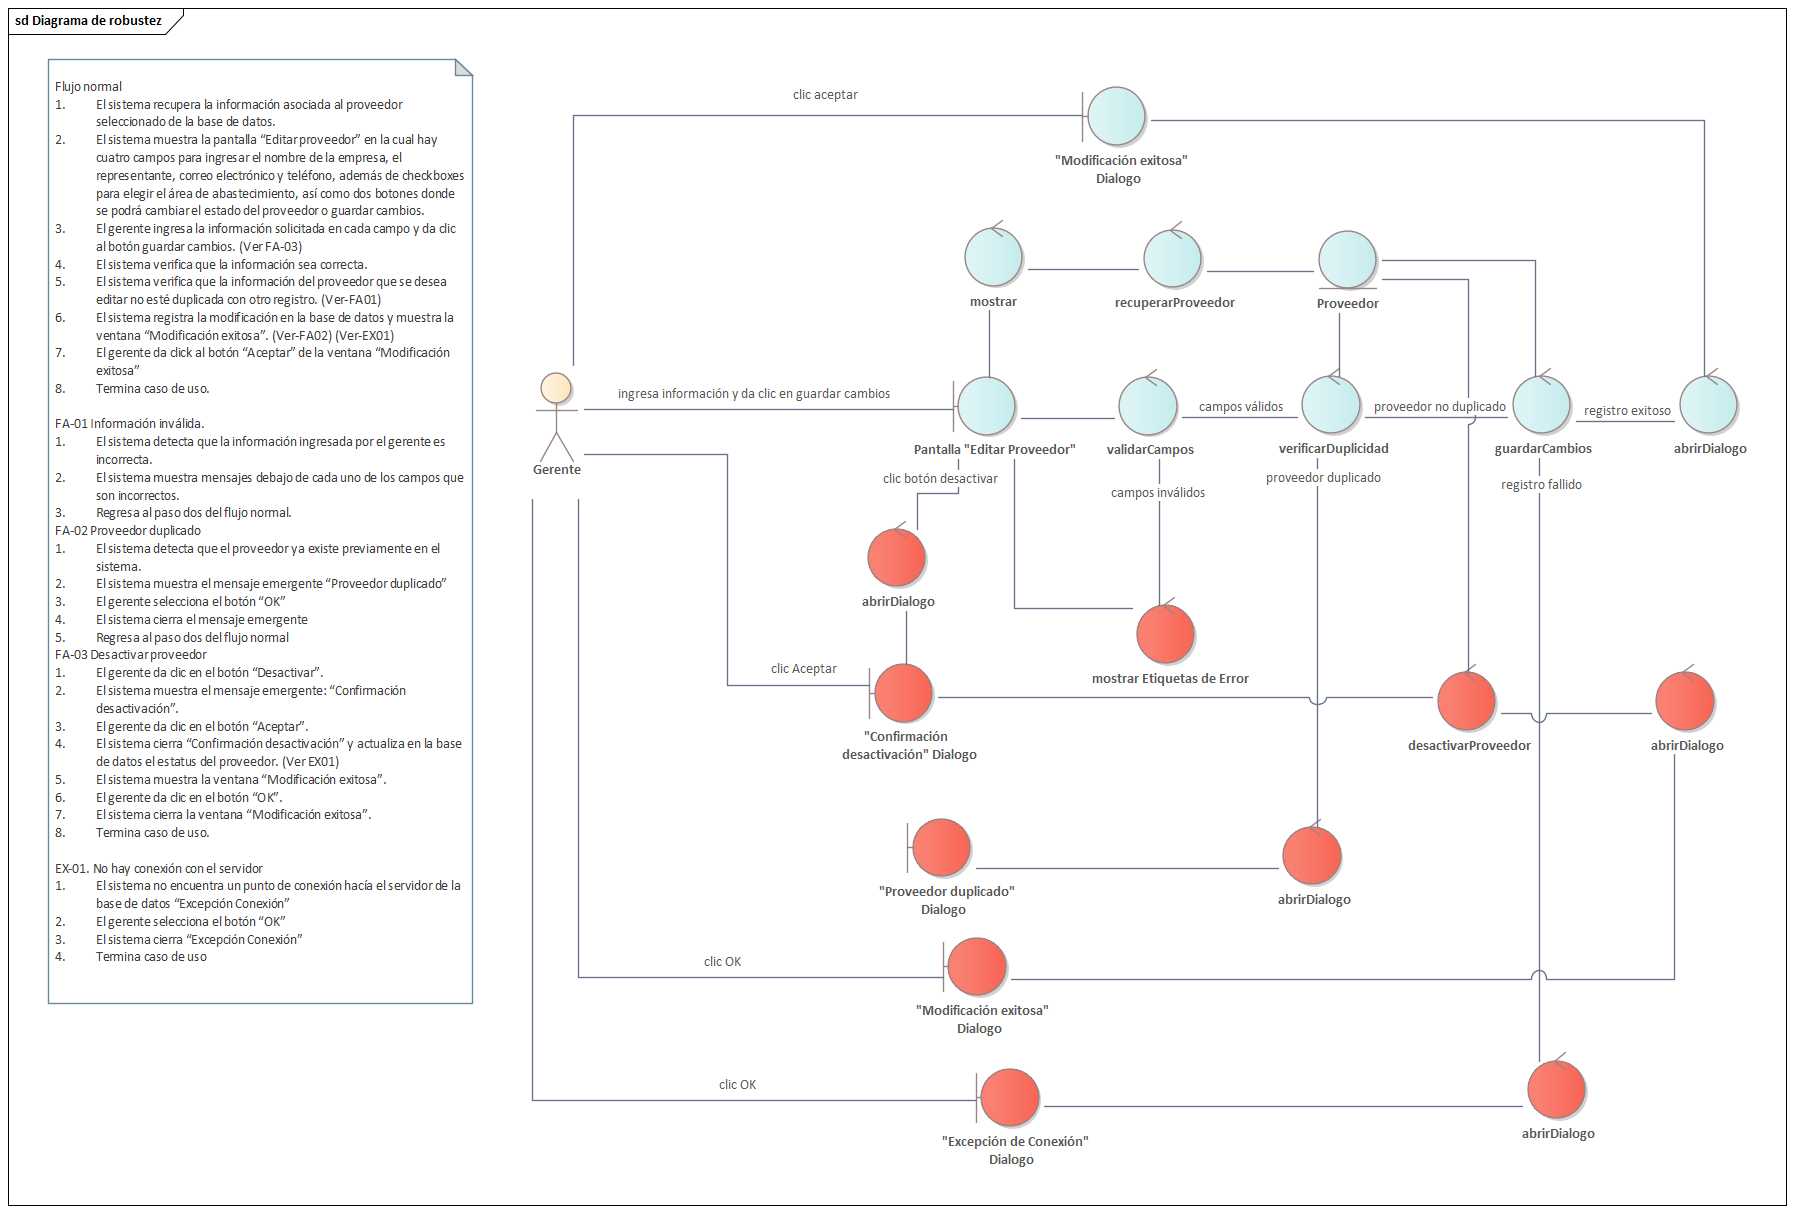 sd Diagrama de robustez
Flujo normal
1. El sistema recupera la información asociada al proveedor
seleccionado de la base de datos.
2. El sistema muestra la pantalla “Editar proveedor” en la cual hay
cuatro campos para ingresar el nombre de la empresa, el
representante, correo electrónico y teléfono, además de checkboxes
para elegir el área de abastecimiento, así como dos botones donde
se podrá cambiar el estado del proveedor o guardar cambios.
3. El gerente ingresa la información solicitada en cada campo y da clic
al botón guardar cambios. (Ver FA-03)
4. El sistema verifica que la información sea correcta.
5. El sistema verifica que la información del proveedor que se desea
editar no esté duplicada con otro registro. (Ver-FA01)
6. El sistema registra la modificación en la base de datos y muestra la
ventana “Modificación exitosa”. (Ver-FA02) (Ver-EX01)
7. El gerente da click al botón “Aceptar” de la ventana “Modificación
exitosa”
8. Termina caso de uso.
FA-01 Información inválida.
1. El sistema detecta que la información ingresada por el gerente es
incorrecta.
2. El sistema muestra mensajes debajo de cada uno de los campos que
son incorrectos.
3. Regresa al paso dos del flujo normal.
FA-02 Proveedor duplicado
1. El sistema detecta que el proveedor ya existe previamente en el
sistema.
2. El sistema muestra el mensaje emergente “Proveedor duplicado”
3. El gerente selecciona el botón “OK”
4. El sistema cierra el mensaje emergente
5. Regresa al paso dos del flujo normal
FA-03 Desactivar proveedor
1. El gerente da clic en el botón “Desactivar”.
2. El sistema muestra el mensaje emergente: “Confirmación
desactivación”.
3. El gerente da clic en el botón “Aceptar”.
4. El sistema cierra “Confirmación desactivación” y actualiza en la base
de datos el estatus del proveedor. (Ver EX01)
5. El sistema muestra la ventana “Modificación exitosa”.
6. El gerente da clic en el botón “OK”.
7. El sistema cierra la ventana “Modificación exitosa”.
8. Termina caso de uso.
EX-01. No hay conexión con el servidor
1. El sistema no encuentra un punto de conexión hacía el servidor de la
base de datos “Excepción Conexión”
2. El gerente selecciona el botón “OK”
3. El sistema cierra “Excepción Conexión”
4. Termina caso de uso
clic aceptar
"Modificación exitosa"
Dialogo
mostrar
recuperarProveedor
Proveedor
ingresa información y da clic en guardar cambios
campos válidos
proveedor no duplicado
registro exitoso
Gerente
Pantalla "Editar Proveedor"
validarCampos
verificarDuplicidad
guardarCambios
abrirDialogo
clic botón desactivar
campos inválidos
proveedor duplicado
registro fallido
abrirDialogo
clic Aceptar
mostrar Etiquetas de Error
"Confirmación
desactivación" Dialogo
desactivarProveedor
abrirDialogo
"Proveedor duplicado"
Dialogo
abrirDialogo
clic OK
"Modificación exitosa"
Dialogo
clic OK
"Excepción de Conexión"
Dialogo
abrirDialogo